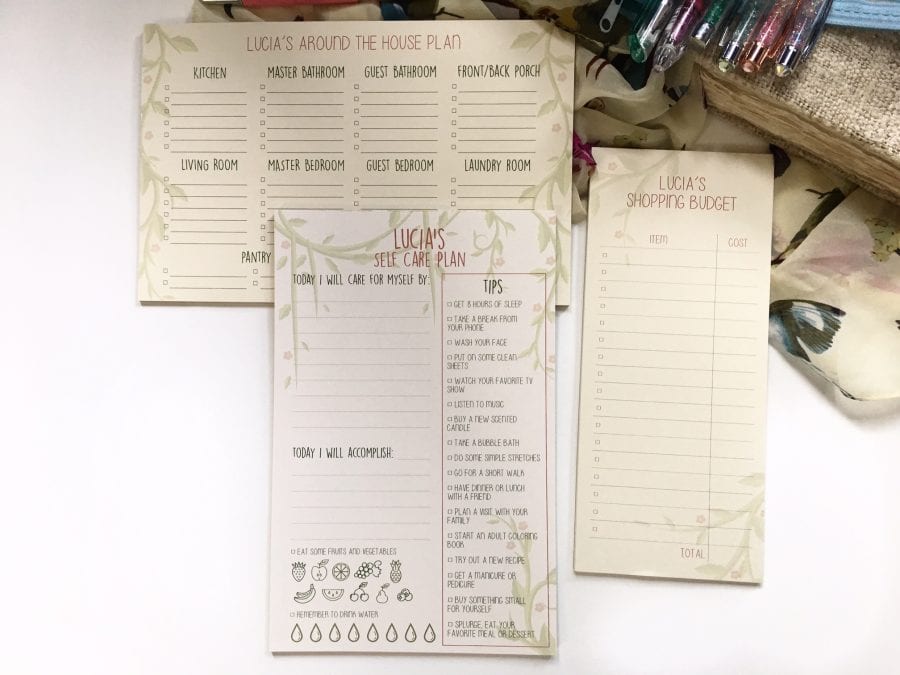 LUCIA'S AROUND THE HOUSE PLAN
KITCHEN MASTER BATHROOM GUEST BATHROOM FRONT/BACK PORCH
LIVING ROOM MASTER BEDROOM GUEST BEDROOM LAUNDRY ROOM
PANTRY
LUCIA'S
SELF CARE PLAN
TODAY I WILL CARE FOR MYSELF BY:
TODAY I WILL ACCOMPLISH:
EAT SOME FRUITS AND VEGETABLES
REMEMBER TO DRINK WATER
TIPS
GET 8 HOURS OF SLEEP
TAKE A BREAK FROM
YOUR PHONE
WASH YOUR FACE
PUT ON SOME CLEAN
SHEETS
WATCH YOUR FAVORITE TV
SHOW
LISTEN TO MUSIC
BUY A NEW SCENTED
CANDLE
TAKE A BUBBLE BATH
DO SOME SIMPLE STRETCHES
GO FOR A SHORT WALK
HAVE DINNER OR LUNCH
WITH A FRIEND
PLAN A VISIT WITH YOUR
FAMILY
START AN ADULT COLORING
BOOK
TRY OUT A NEW RECIPE
GET A MANICURE OR
PEDICURE
BUY SOMETHING SMALL
FOR YOURSELF
SPLURGE, EAT YOUR
FAVORITE MEAL OR DESSERT
LUCIA'S
SHOPPING BUDGET
ITEM COST
TOTAL